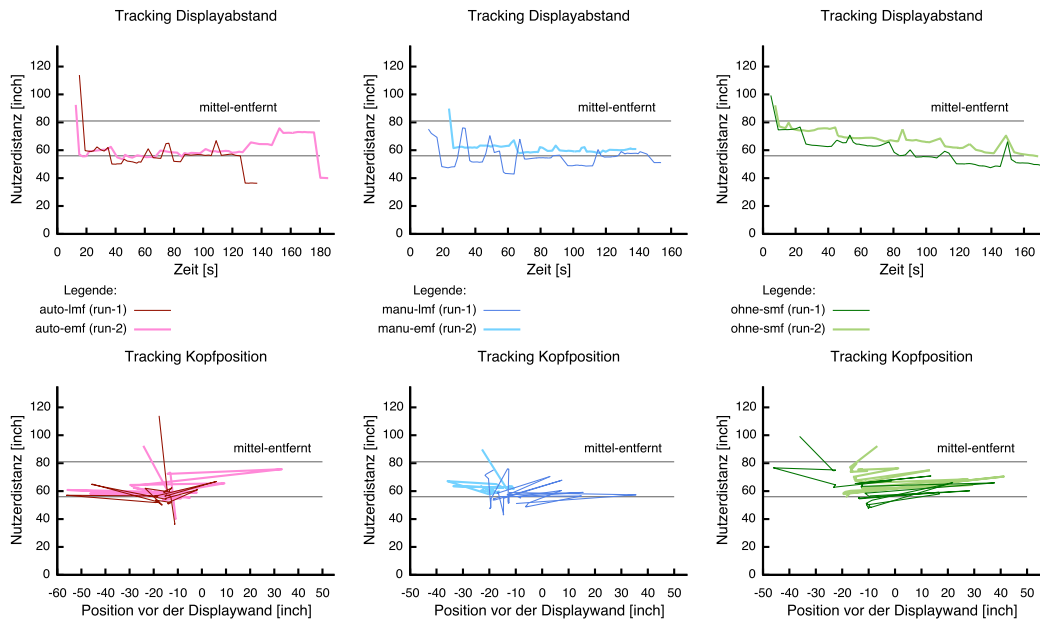 Tracking Displayabstand
Nutzerdistanz [inch]
120
100
80
60
40
20
0
mittel-entfernt
0 20 40 60 80 100 120 140 160 180
Zeit [s]
Legende:
auto-lmf (run-1)
auto-emf (run-2)
Tracking Displayabstand
Nutzerdistanz [inch]
120
100
80
60
40
20
0
mittel-entfernt
0 20 40 60 80 100 120 140 160
Zeit [s]
Legende:
manu-lmf (run-1)
manu-emf (run-2)
Tracking Displayabstand
Nutzerdistanz [inch]
120
100
80
60
40
20
0
mittel-entfernt
0 20 40 60 80 100 120 140 160
Zeit [s]
Legende:
ohne-smf (run-1)
ohne-smf (run-2)
Tracking Kopfposition
Nutzerdistanz [inch]
120
100
80
60
40
20
0
mittel-entfernt
-60 -50 -40 -30 -20 -10 0 10 20 30 40 50
Position vor der Displaywand [inch]
Tracking Kopfposition
Nutzerdistanz [inch]
120
100
80
60
40
20
0
mittel-entfernt
-50 -40 -30 -20 -10 0 10 20 30 40 50
Position vor der Displaywand [inch]
Tracking Kopfposition
Nutzerdistanz [inch]
120
100
80
60
40
20
0
mittel-entfernt
-50 -40 -30 -20 -10 0 10 20 30 40 50
Position vor der Displaywand [inch]